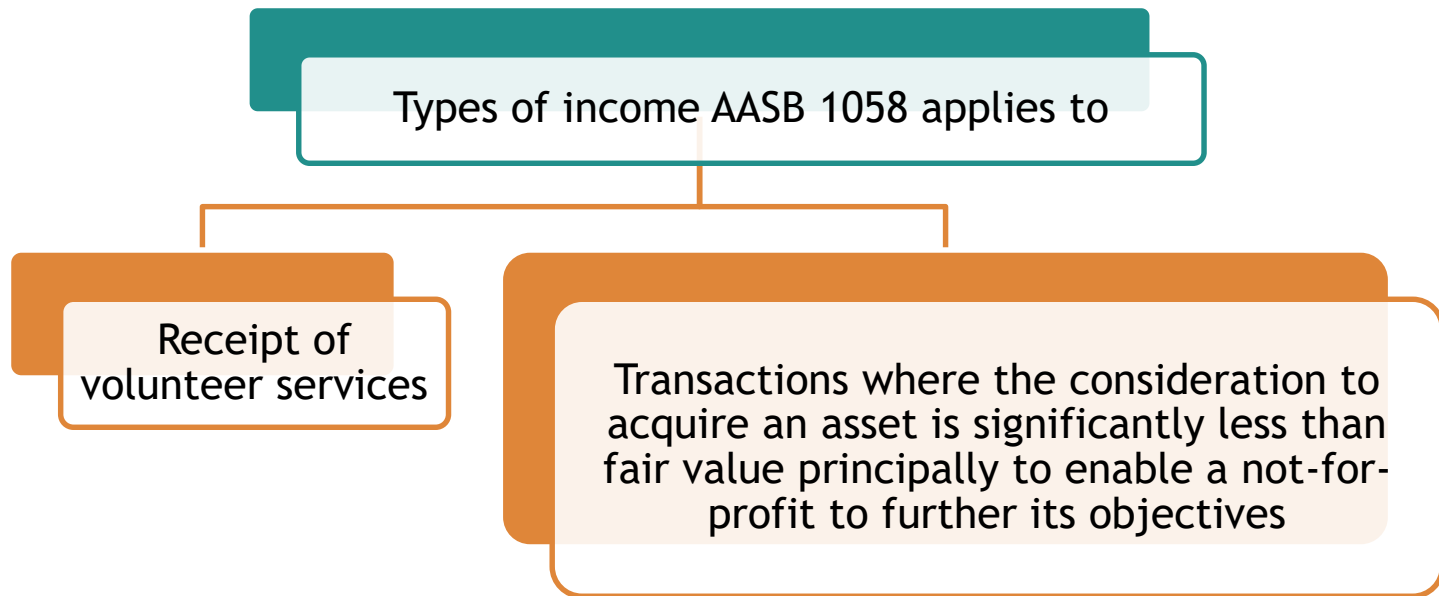 Types of income AASB 1058 applies to
Receipt of
volunteer services
Transactions where the consideration to
acquire an asset is significantly less than
fair value principally to enable a not-for-
profit to further its objectives